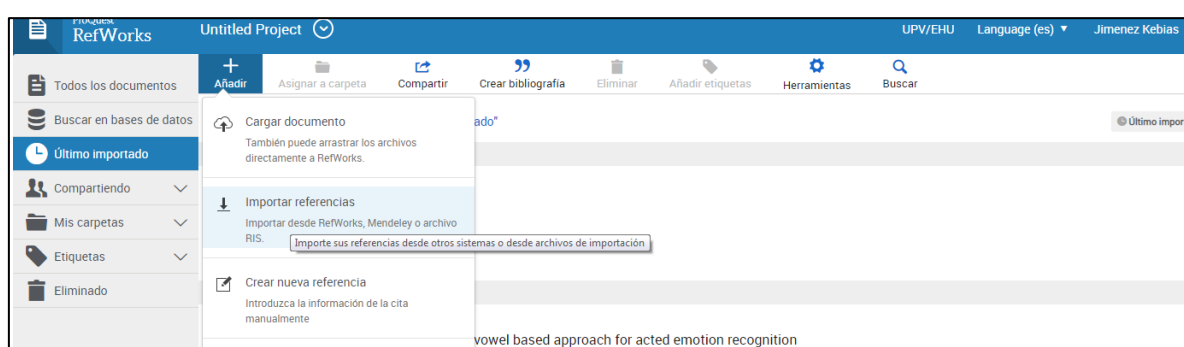 ProQuest
RefWorks
Untitled Project
UPV/EHU Language (es) Jimenez Kebias
Todos los documentos
Buscar en bases de datos
Último importado
Compartiendo
Mis carpetas
Etiquetas
Eliminado
Añadir Asignar a carpeta Compartir Crear bibliografía Eliminar Añadir etiquetas Herramientas Buscar
ado"
Último impor
Cargar documento
También puede arrastrar los archivos
directamente a RefWorks.
Importar referencias
Importar desde RefWorks, Mendeley o archivo
RIS.
Importe sus referencias desde otros sistemas o desde archivos de importación
Crear nueva referencia
Introduzca la información de la cita
manualmente
vowel based approach for acted emotion recognition